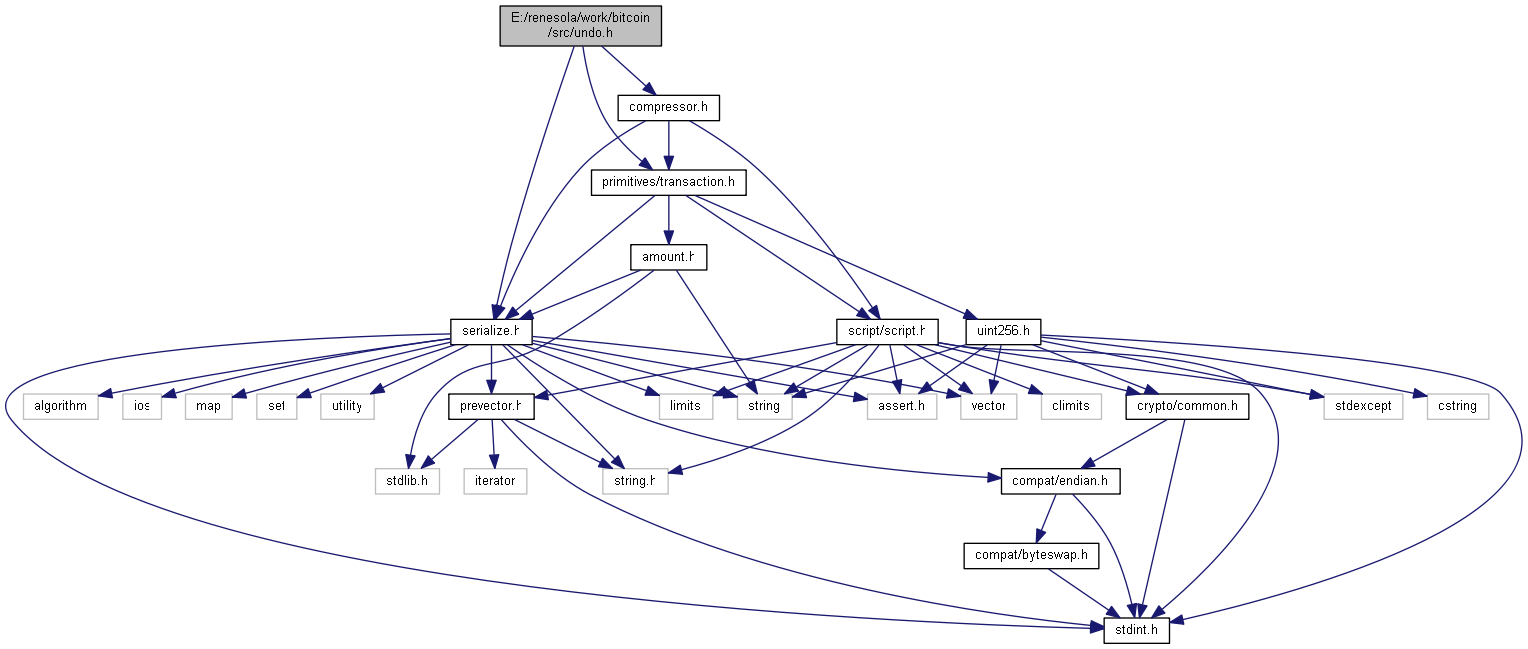 E:/renesola/work/bitcoin
/src/undo.h
compressor.h
primitives/transaction.h
amount.h
serialize.h
script/script.h
uint256.h
algorithm
ios
map
set
utility
prevector.h
limits
string
assert.h
vector
climits
crypto/common.h
stdexcept
cstring
stdlib.h
iterator
string.h
compat/endian.h
compat/byteswap.h
stdint.h